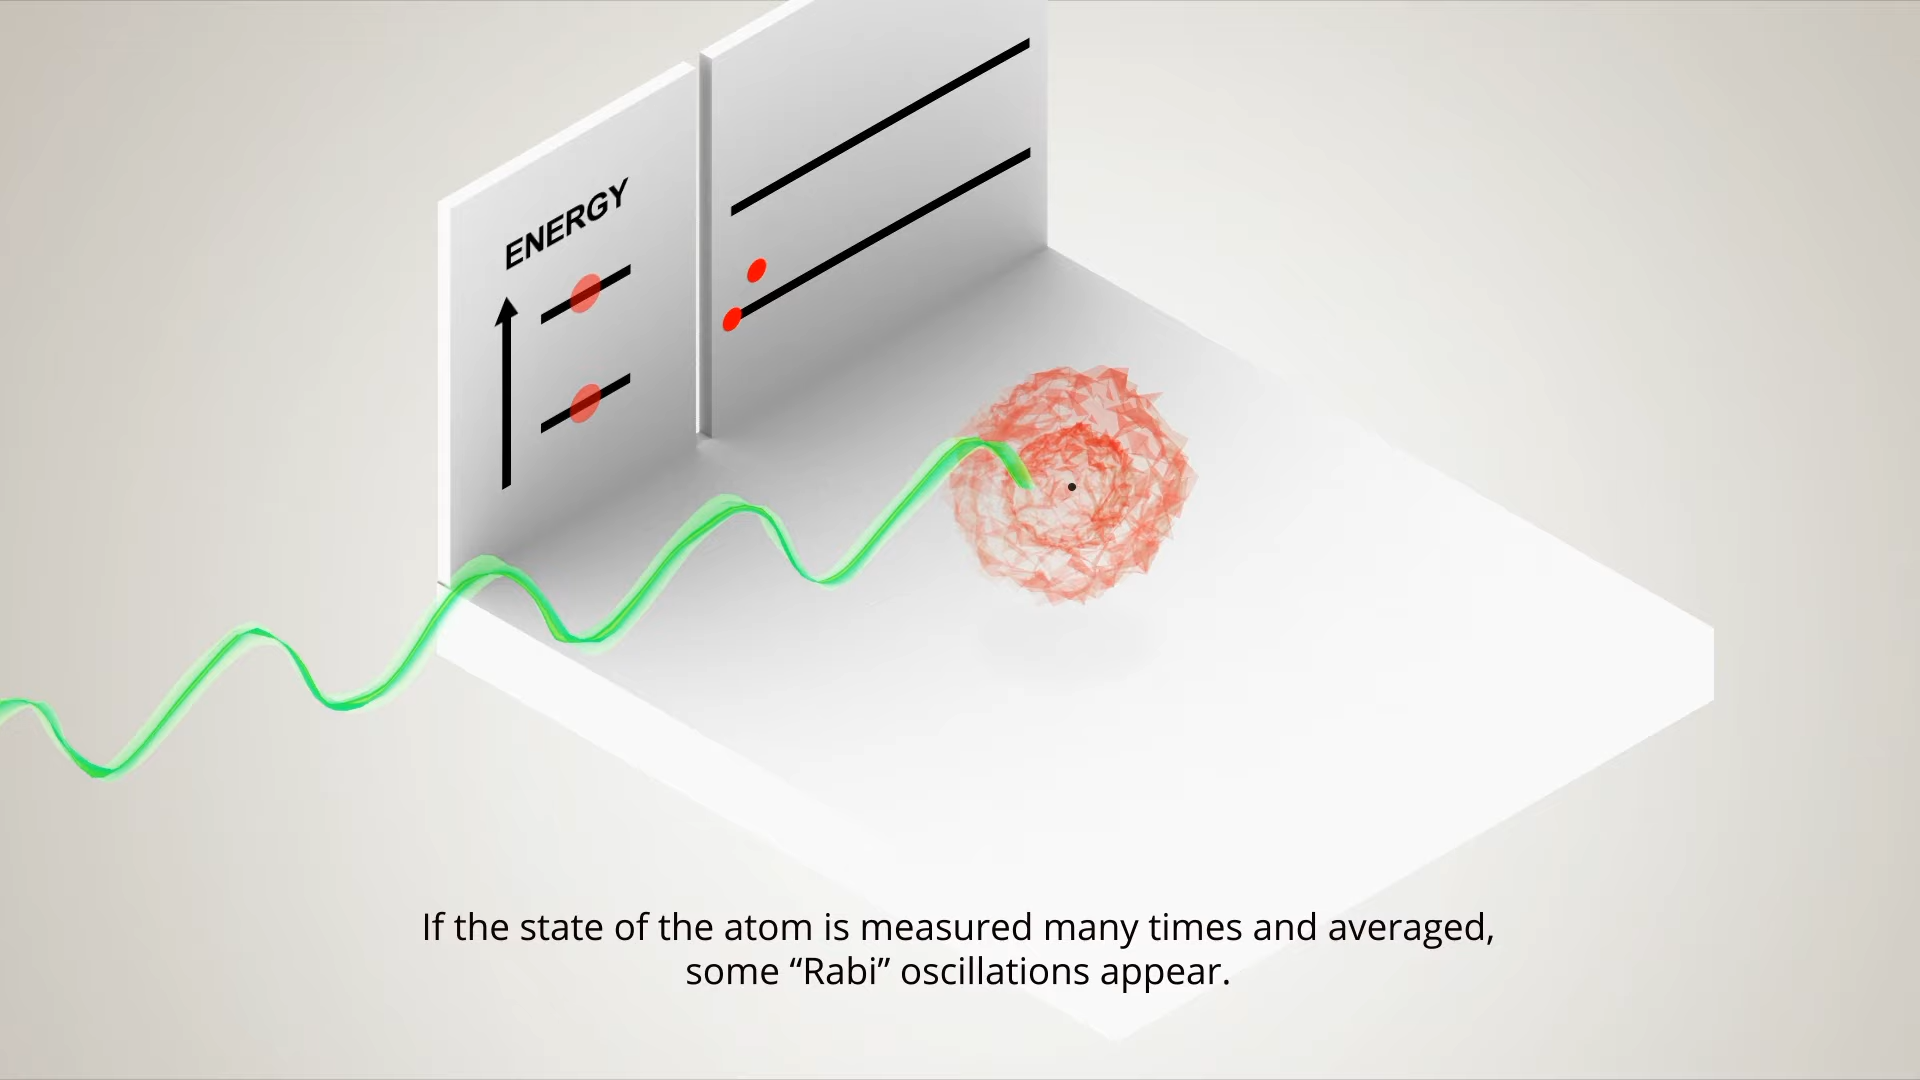 ENERGY
If the state of the atom is measured many times and averaged,
some “Rabi” oscillations appear.